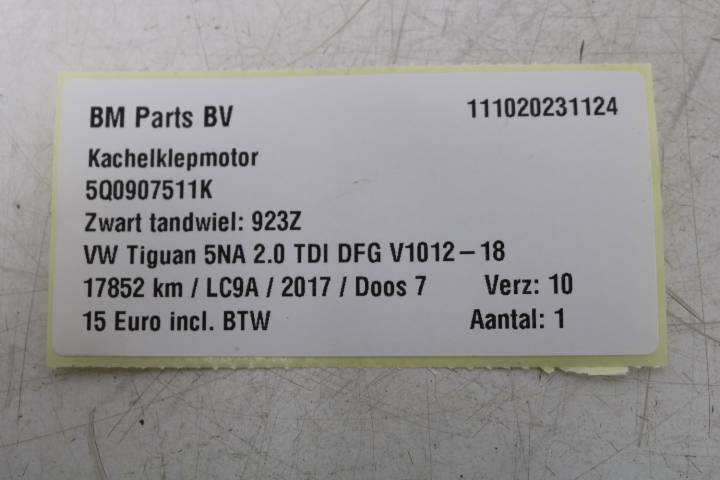 BM Parts BV 111020231124
Kachelklepmotor
5Q0907511K
Zwart tandwiel: 923Z
VW Tiguan 5NA 2.0 TDI DFG V1012-18
17852 km / LC9A / 2017 / Doos 7 Verz: 10
15 Euro incl. BTW Aantal: 1